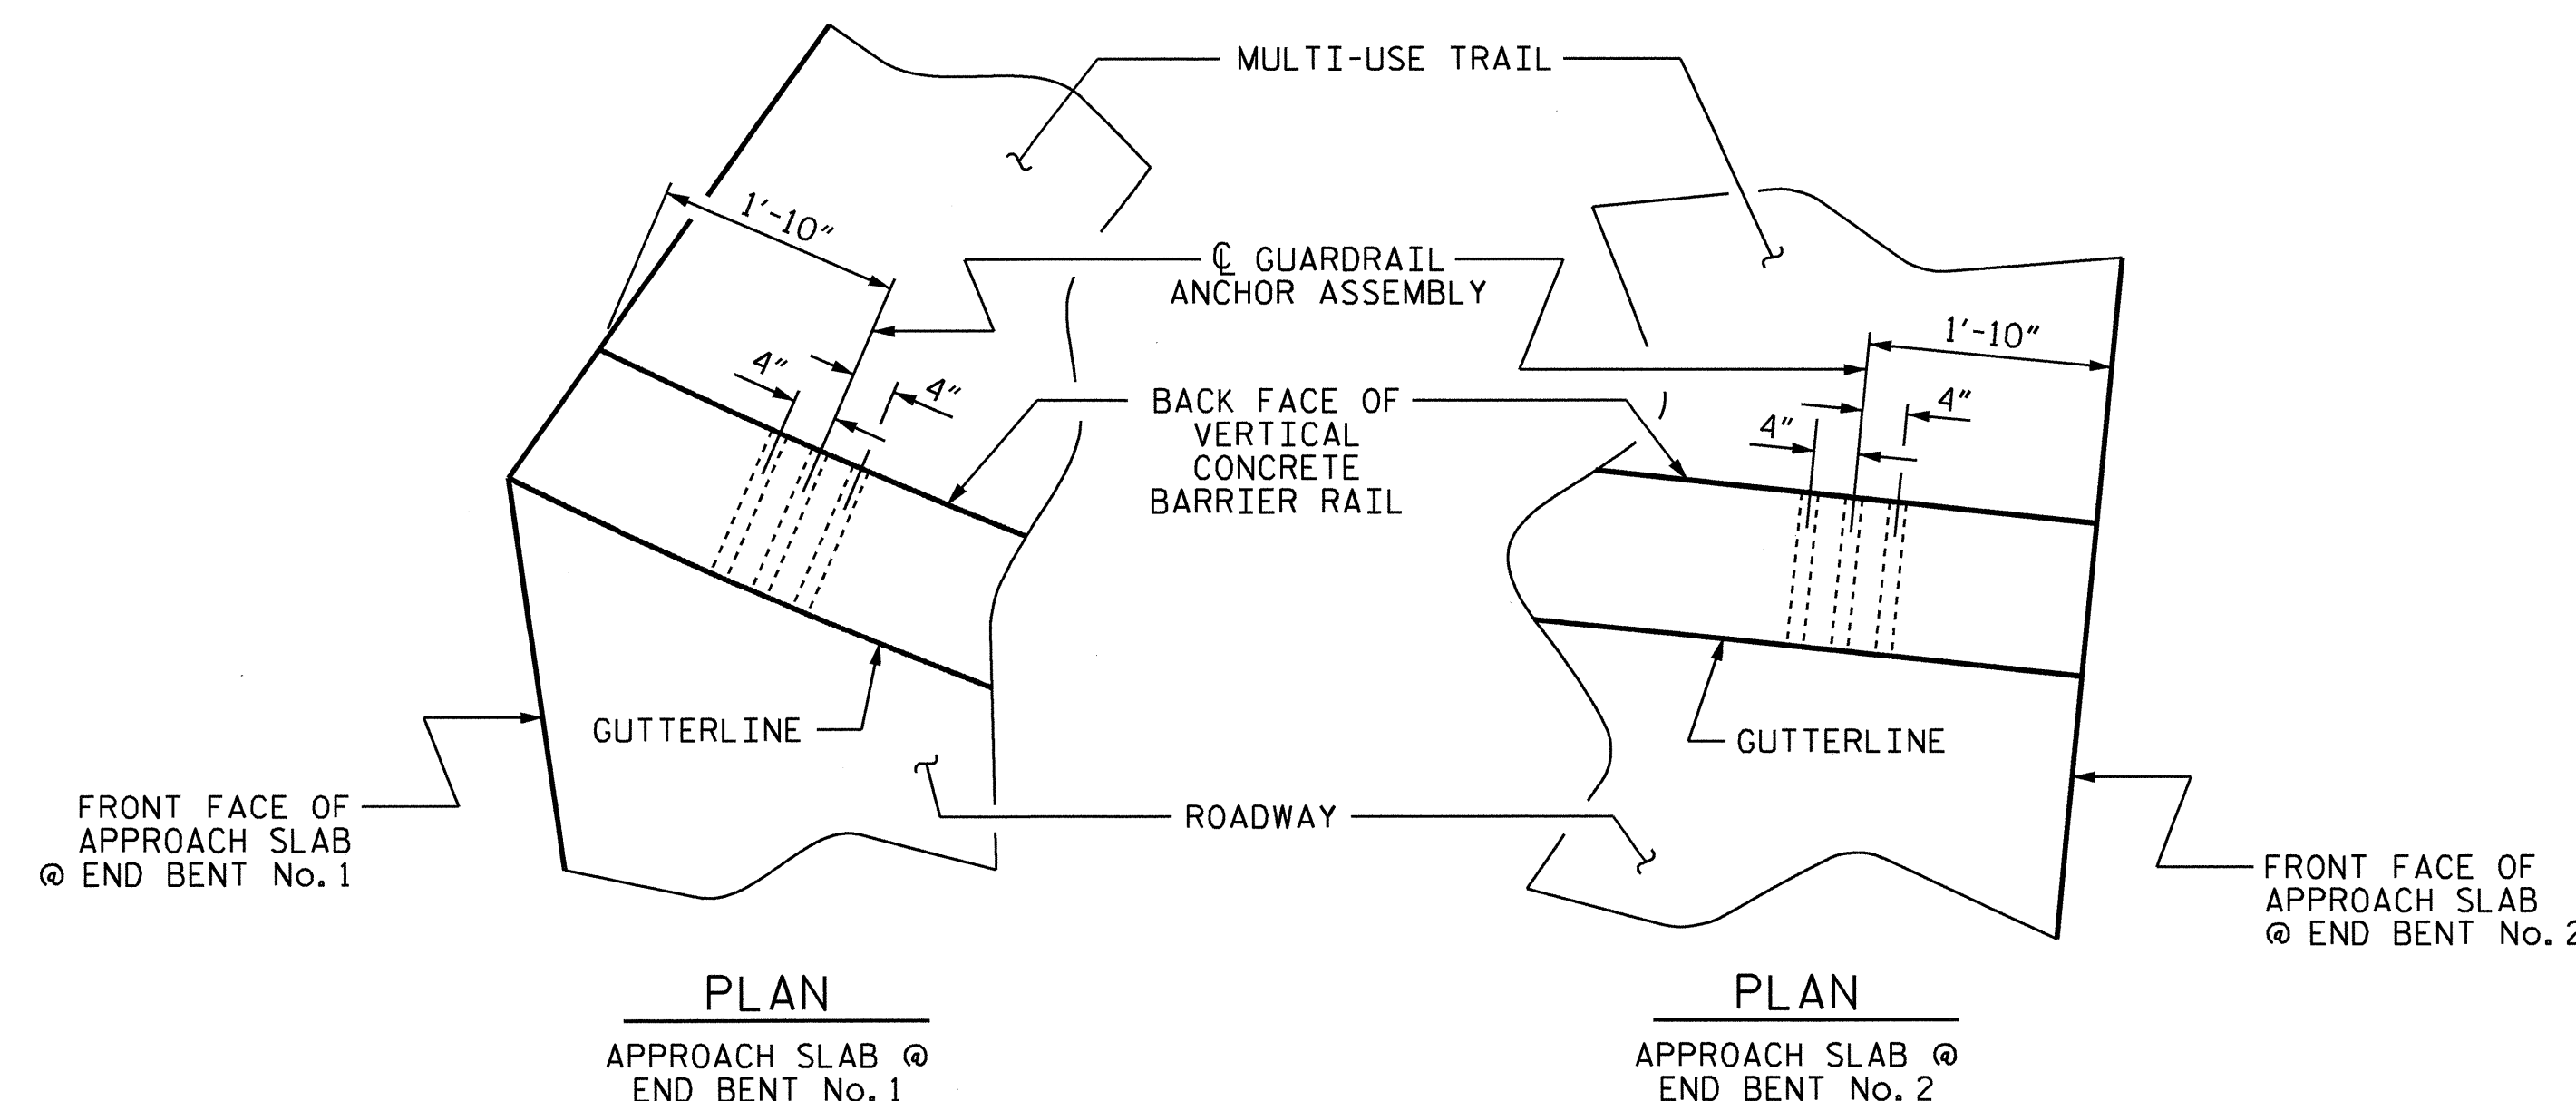 MULTI-USE TRAIL
1'-10"
℄ GUARDRAIL
ANCHOR ASSEMBLY
1'-10"
4"
4"
BACK FACE OF
VERTICAL
CONCRETE
BARRIER RAIL
4"
4"
GUTTERLINE
GUTTERLINE
FRONT FACE OF
APPROACH SLAB
@ END BENT No. 1
ROADWAY
FRONT FACE OF
APPROACH SLAB
@ END BENT No. 2
PLAN
APPROACH SLAB @
END BENT No. 1
PLAN
APPROACH SLAB @
END BENT No. 2